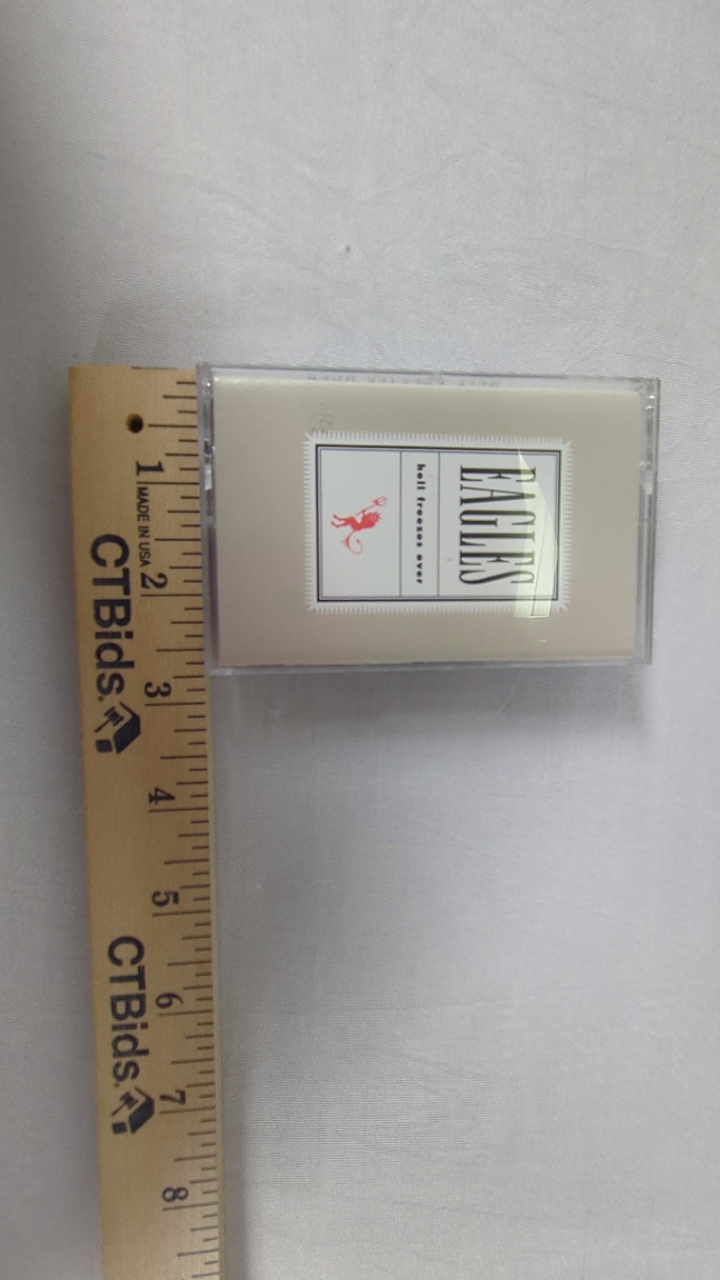 EAGLES
hell freezes over
1
MADE IN USA
2
CTBids.
3
4
5
CTBids.
6
7
8